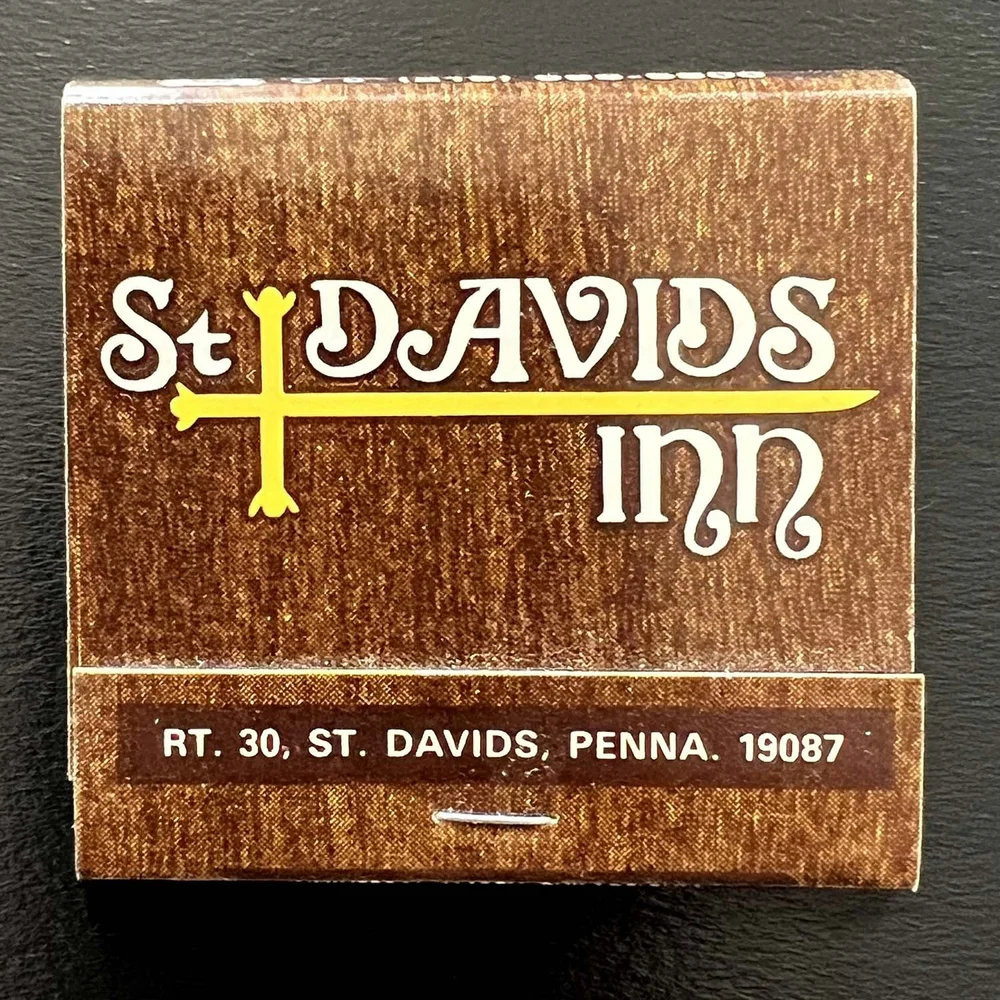 St DAVIDS
INN
RT. 30, ST. DAVIDS, PENNA. 19087